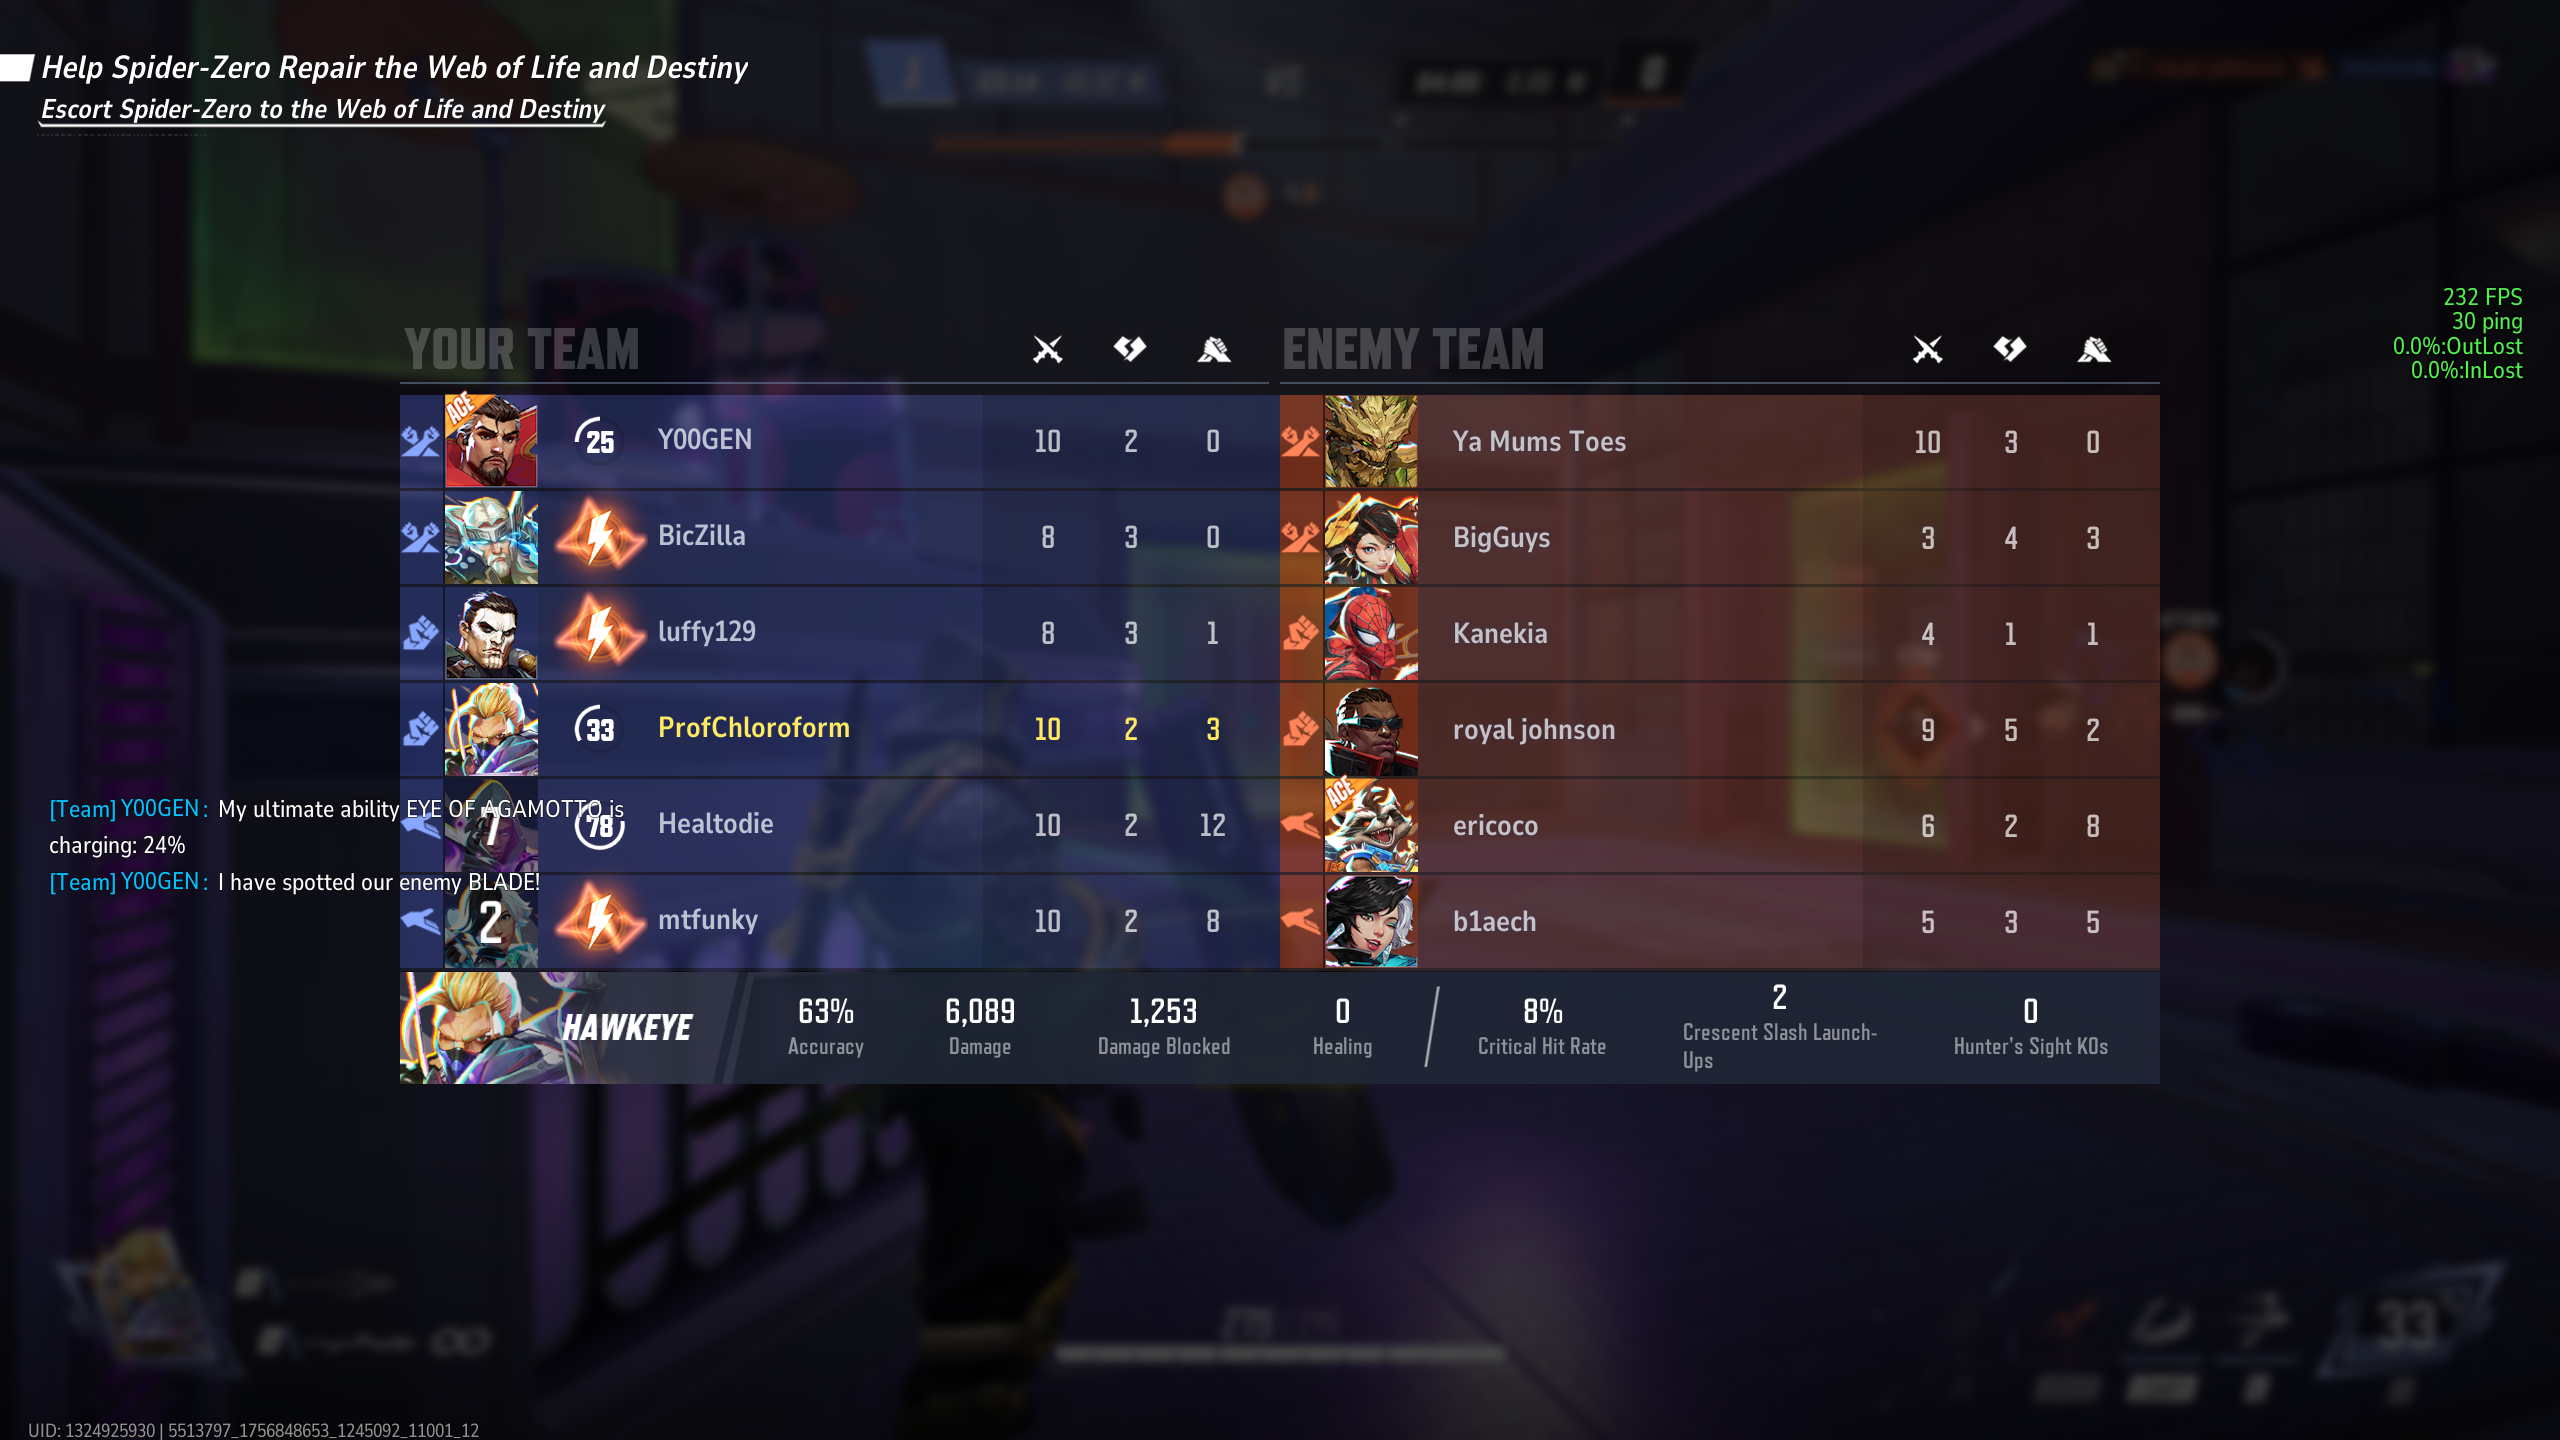 Help Spider-Zero Repair the Web of Life and Destiny
Escort Spider-Zero to the Web of Life and Destiny
1
VS
0
232 FPS
30 ping
0.0%:OutLost
0.0%:InLost
YOUR TEAM
ENEMY TEAM
ACE 25 Y00GEN 10 2 0
Ya Mums Toes 10 3 0
BicZilla 8 3 0
BigGuys 3 4 3
luffy129 8 3 1
Kanekia 4 1 1
33 ProfChloroform 10 2 3
royal johnson 9 5 2
7 78 Healtodie 10 2 12
ACE ericoco 6 2 8
2 mtfunky 10 2 8
b1aech 5 3 5
[Team] Y00GEN : My ultimate ability EYE OF AGAMOTTO is
charging: 24%
[Team] Y00GEN : I have spotted our enemy BLADE!
HAWKEYE
63% 6,089 1,253 0 8% 2 0
Accuracy Damage Damage Blocked Healing Critical Hit Rate Crescent Slash Launch-
Ups
Hunter's Sight KOs
33
UID: 1324925930 | 5513797_1756848653_1245092_11001_12